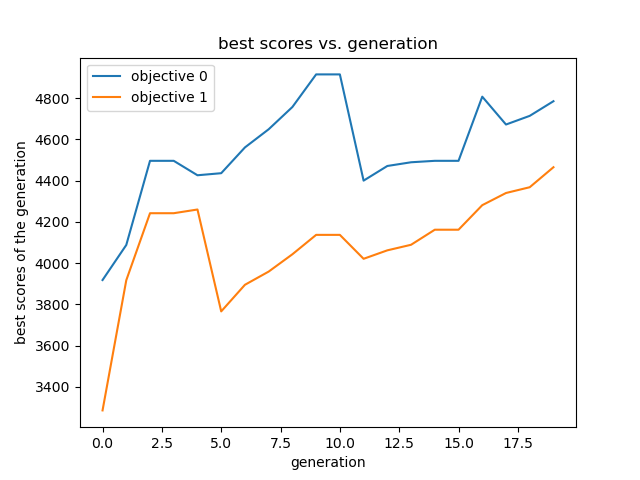 best scores vs. generation
objective 0
objective 1
best scores of the generation
4800
4600
4400
4200
4000
3800
3600
3400
0.0 2.5 5.0 7.5 10.0 12.5 15.0 17.5
generation